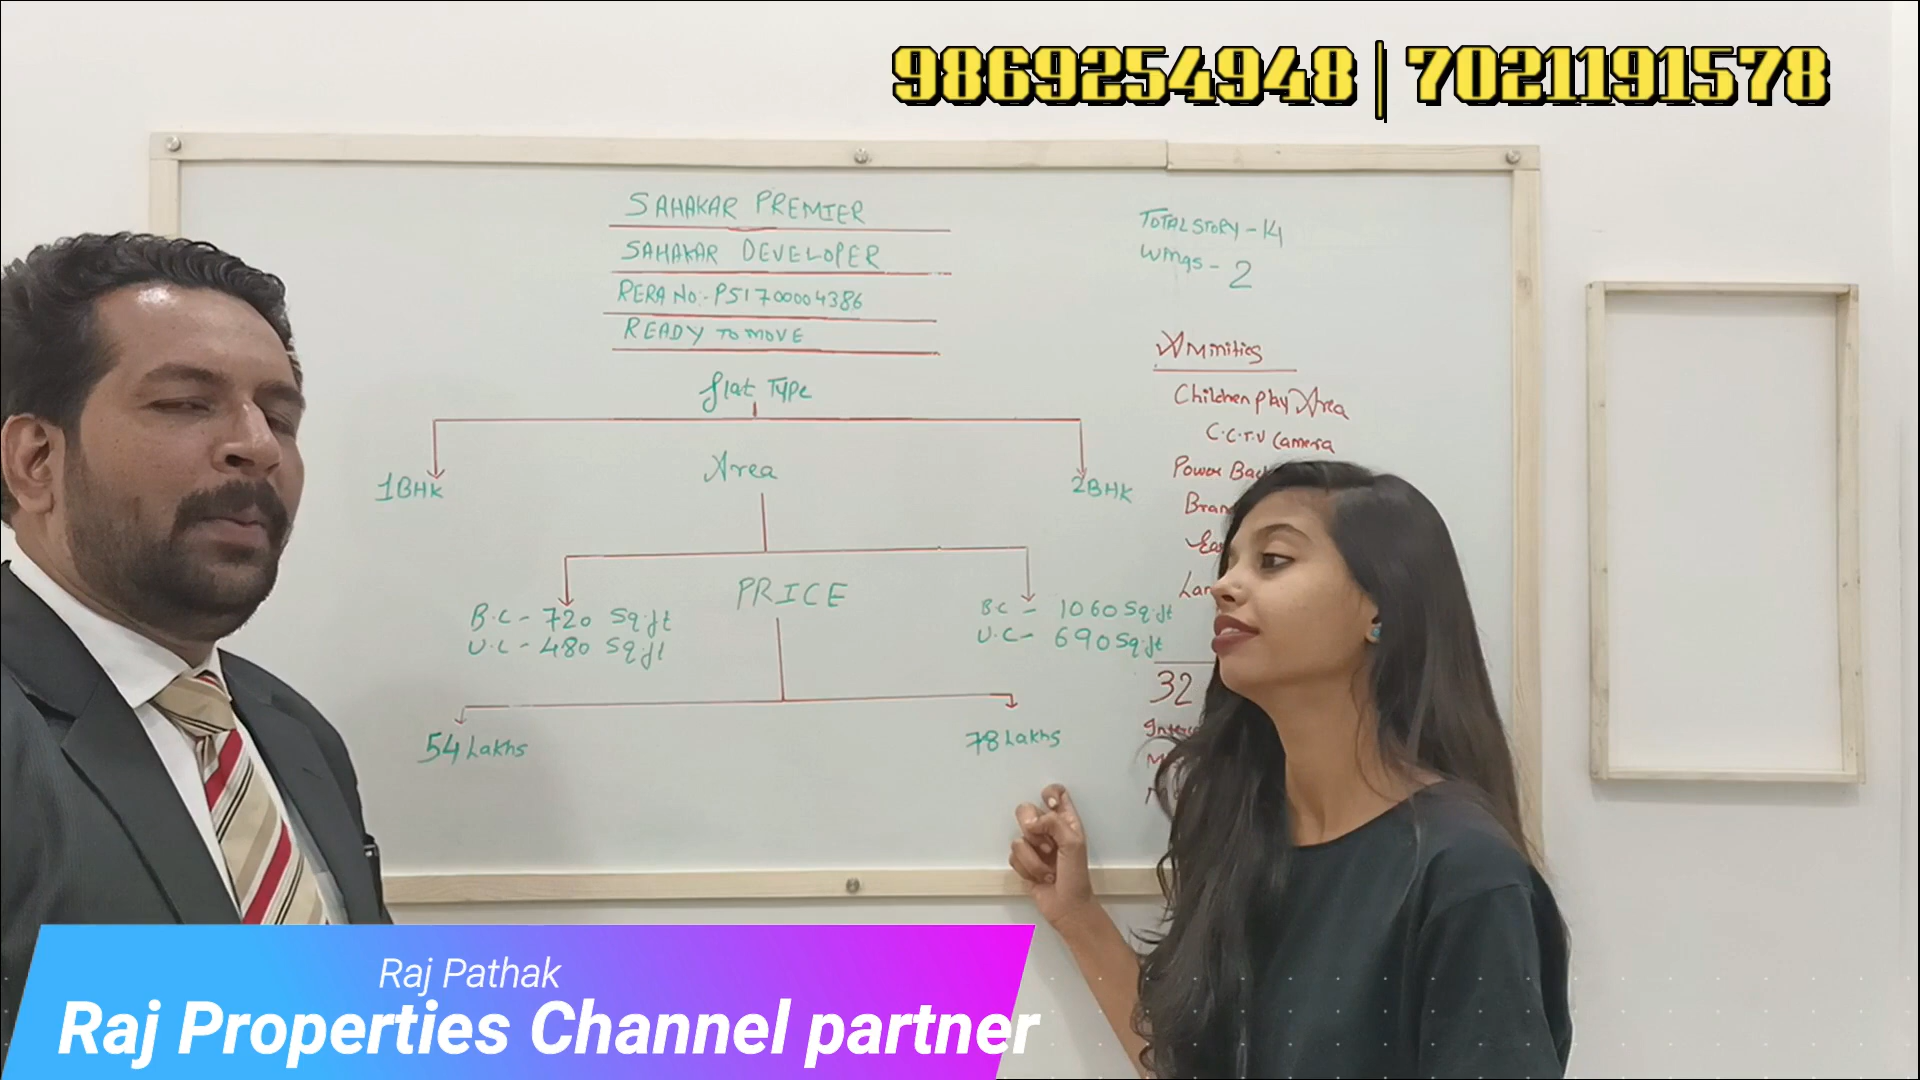 9869254948 | 7021191578
SAHAKAR PREMIER
SAHAKAR DEVELOPER
RERA No:- P51700004386
READY TO MOVE
flat Type
1BHK
2BHK
Area
B.C - 720 Sq.ft
U.C - 480 Sq.ft
B.C - 1060 Sq.ft
U.C - 690 Sq.ft
PRICE
54 Lakhs
78 Lakhs
TOTAL STORY - 14
Wings - 2
Aminities
Children Play Area
C.C.T.V Camera
Power
32
Raj Pathak
Raj Properties Channel partner